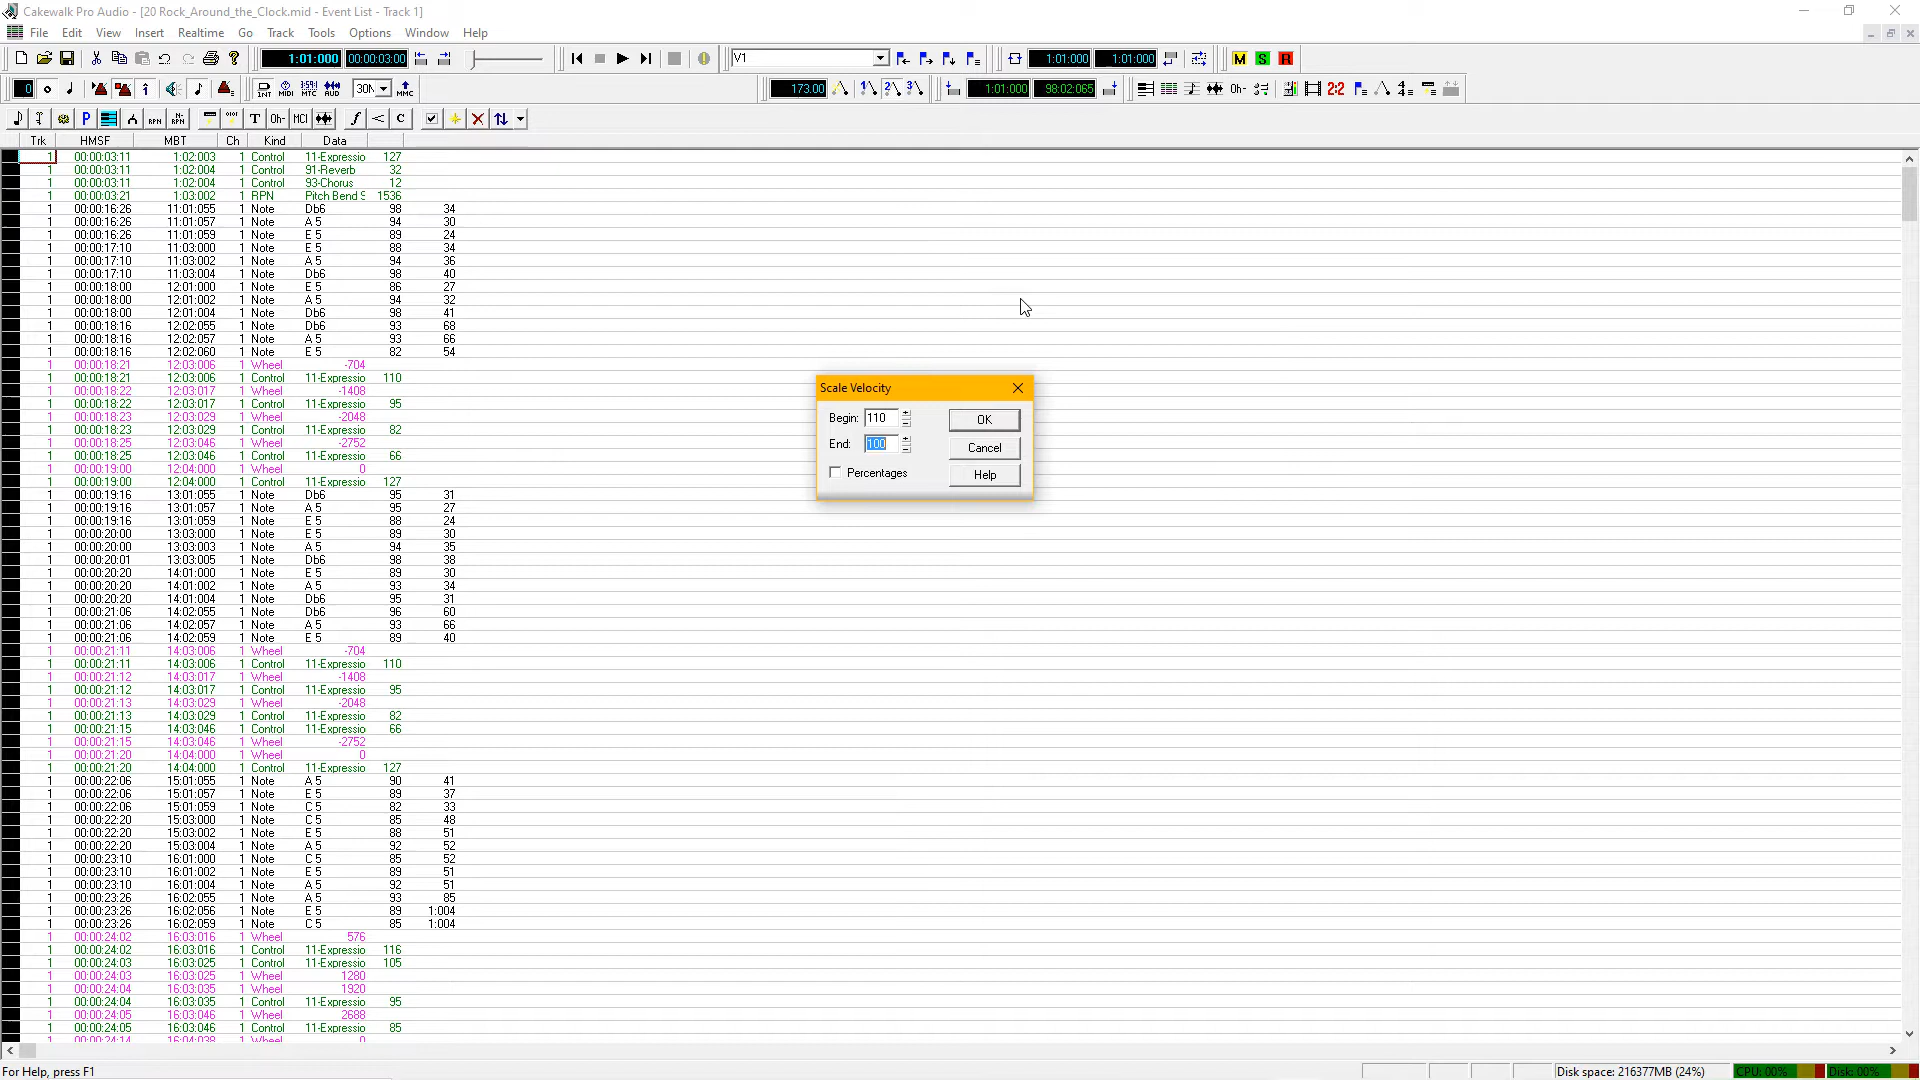 Cakewalk Pro Audio - [20 Rock_Around_the_Clock.mid - Event List - Track 1]
File Edit View Insert Go Realtime Track Tools Options Window Help
1:01:000 00:00:03:00 V1 1:01:000 1:01:000 M S R
0 INT MIDI MTC AUD 30N MMC 173.00 1 2 3 1:01:000 98:02:065 2:2
P RPN T MCI C
Trk HMSF MBT Ch Kind Data
1 00:00:03:11 1:02:003 1 Control 11-Expressio 127
1 00:00:03:11 1:02:004 1 Control 91-Reverb 32
1 00:00:03:11 1:02:004 1 Control 93-Chorus 12
1 00:00:03:21 1:03:002 1 RPN Pitch Bend S 1536
1 00:00:16:26 11:01:055 1 Note Db6 98 34
1 00:00:16:26 11:01:057 1 Note A 5 94 30
1 00:00:16:26 11:01:059 1 Note E 5 89 24
1 00:00:17:10 11:03:000 1 Note E 5 88 34
1 00:00:17:10 11:03:002 1 Note A 5 94 36
1 00:00:17:10 11:03:004 1 Note Db6 98 40
1 00:00:18:00 12:01:000 1 Note E 5 86 27
1 00:00:18:00 12:01:002 1 Note A 5 94 32
1 00:00:18:00 12:01:004 1 Note Db6 98 41
1 00:00:18:16 12:02:055 1 Note Db6 93 68
1 00:00:18:16 12:02:057 1 Note A 5 93 66
1 00:00:18:16 12:02:060 1 Note E 5 82 54
1 00:00:18:21 12:03:006 1 Wheel -704
1 00:00:18:21 12:03:006 1 Control 11-Expressio 110
1 00:00:18:22 12:03:017 1 Wheel -1408
1 00:00:18:22 12:03:017 1 Control 11-Expressio 95
1 00:00:18:23 12:03:029 1 Wheel -2048
1 00:00:18:23 12:03:029 1 Control 11-Expressio 82
1 00:00:18:25 12:03:046 1 Wheel -2752
1 00:00:18:25 12:03:046 1 Control 11-Expressio 66
1 00:00:19:00 12:04:000 1 Wheel 0
1 00:00:19:00 12:04:000 1 Control 11-Expressio 127
1 00:00:19:16 13:01:055 1 Note Db6 95 31
1 00:00:19:16 13:01:057 1 Note A 5 95 27
1 00:00:19:16 13:01:059 1 Note E 5 88 24
1 00:00:20:00 13:03:000 1 Note E 5 89 30
1 00:00:20:00 13:03:003 1 Note A 5 94 35
1 00:00:20:01 13:03:005 1 Note Db6 98 38
1 00:00:20:20 14:01:000 1 Note E 5 89 30
1 00:00:20:20 14:01:002 1 Note A 5 93 34
1 00:00:20:20 14:01:004 1 Note Db6 95 31
1 00:00:21:06 14:02:055 1 Note Db6 96 60
1 00:00:21:06 14:02:057 1 Note A 5 93 66
1 00:00:21:06 14:02:059 1 Note E 5 89 40
1 00:00:21:11 14:03:006 1 Wheel -704
1 00:00:21:11 14:03:006 1 Control 11-Expressio 110
1 00:00:21:12 14:03:017 1 Wheel -1408
1 00:00:21:12 14:03:017 1 Control 11-Expressio 95
1 00:00:21:13 14:03:029 1 Wheel -2048
1 00:00:21:13 14:03:029 1 Control 11-Expressio 82
1 00:00:21:15 14:03:046 1 Control 11-Expressio 66
1 00:00:21:15 14:03:046 1 Wheel -2752
1 00:00:21:20 14:04:000 1 Wheel 0
1 00:00:21:20 14:04:000 1 Control 11-Expressio 127
1 00:00:22:06 15:01:055 1 Note A 5 90 41
1 00:00:22:06 15:01:057 1 Note E 5 89 37
1 00:00:22:06 15:01:059 1 Note C 5 82 33
1 00:00:22:20 15:03:000 1 Note C 5 85 48
1 00:00:22:20 15:03:002 1 Note E 5 88 51
1 00:00:22:20 15:03:004 1 Note A 5 92 52
1 00:00:23:10 16:01:000 1 Note C 5 85 52
1 00:00:23:10 16:01:002 1 Note E 5 89 51
1 00:00:23:10 16:01:004 1 Note A 5 92 51
1 00:00:23:26 16:02:055 1 Note A 5 93 85
1 00:00:23:26 16:02:056 1 Note E 5 89 1:004
1 00:00:23:26 16:02:059 1 Note C 5 85 1:004
1 00:00:24:02 16:03:016 1 Wheel 576
1 00:00:24:02 16:03:016 1 Control 11-Expressio 116
1 00:00:24:03 16:03:025 1 Control 11-Expressio 105
1 00:00:24:03 16:03:025 1 Wheel 1280
1 00:00:24:04 16:03:035 1 Wheel 1920
1 00:00:24:04 16:03:035 1 Control 11-Expressio 95
1 00:00:24:05 16:03:046 1 Wheel 2688
1 00:00:24:05 16:03:046 1 Control 11-Expressio 85
1 00:00:24:14 16:04:038 1 Wheel 0
Scale Velocity
Begin: 110 OK
End: 100 Cancel
Percentages Help
For Help, press F1
Disk space: 216377MB (24%) CPU: 00% Disk: 00%